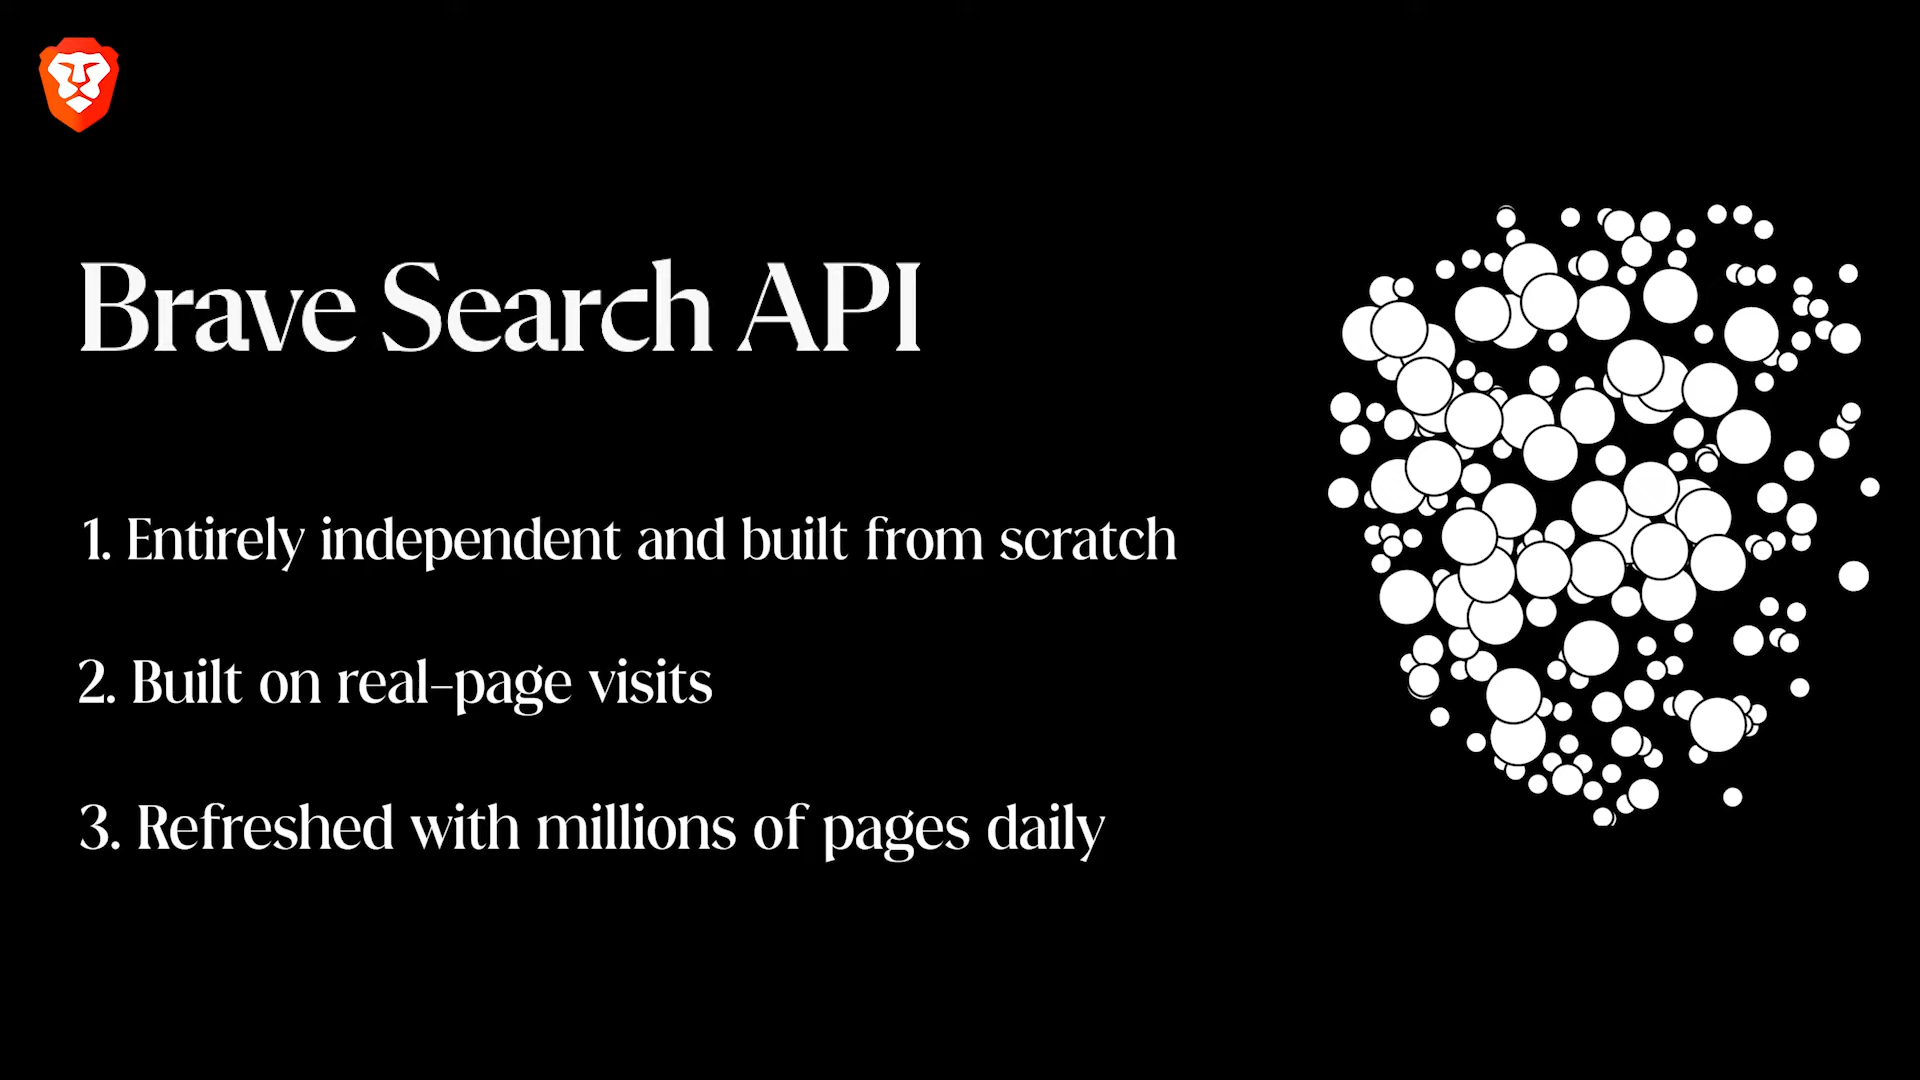 Brave Search API
1. Entirely independent and built from scratch
2. Built on real-page visits
3. Refreshed with millions of pages daily